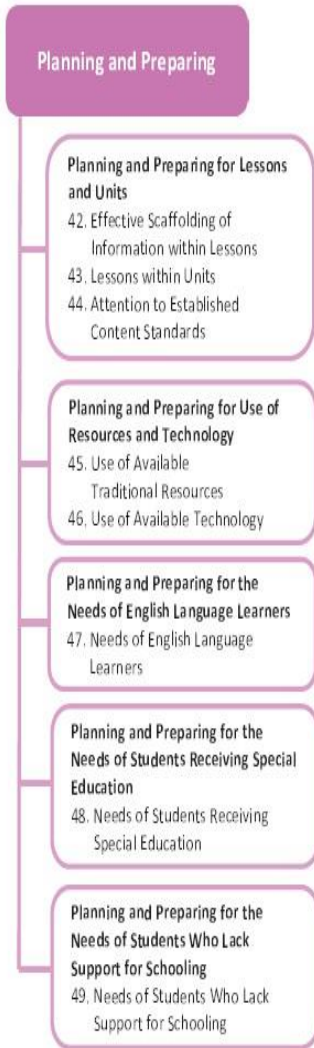 Planning and Preparing
Planning and Preparing for Lessons
and Units
42. Effective Scaffolding of
Information within Lessons
43. Lessons within Units
44. Attention to Established
Content Standards
Planning and Preparing for Use of
Resources and Technology
45. Use of Available
Traditional Resources
46. Use of Available Technology
Planning and Preparing for the
Needs of English Language Learners
47. Needs of English Language
Learners
Planning and Preparing for the
Needs of Students Receiving Special
Education
48. Needs of Students Receiving
Special Education
Planning and Preparing for the
Needs of Students Who Lack
Support for Schooling
49. Needs of Students Who Lack
Support for Schooling